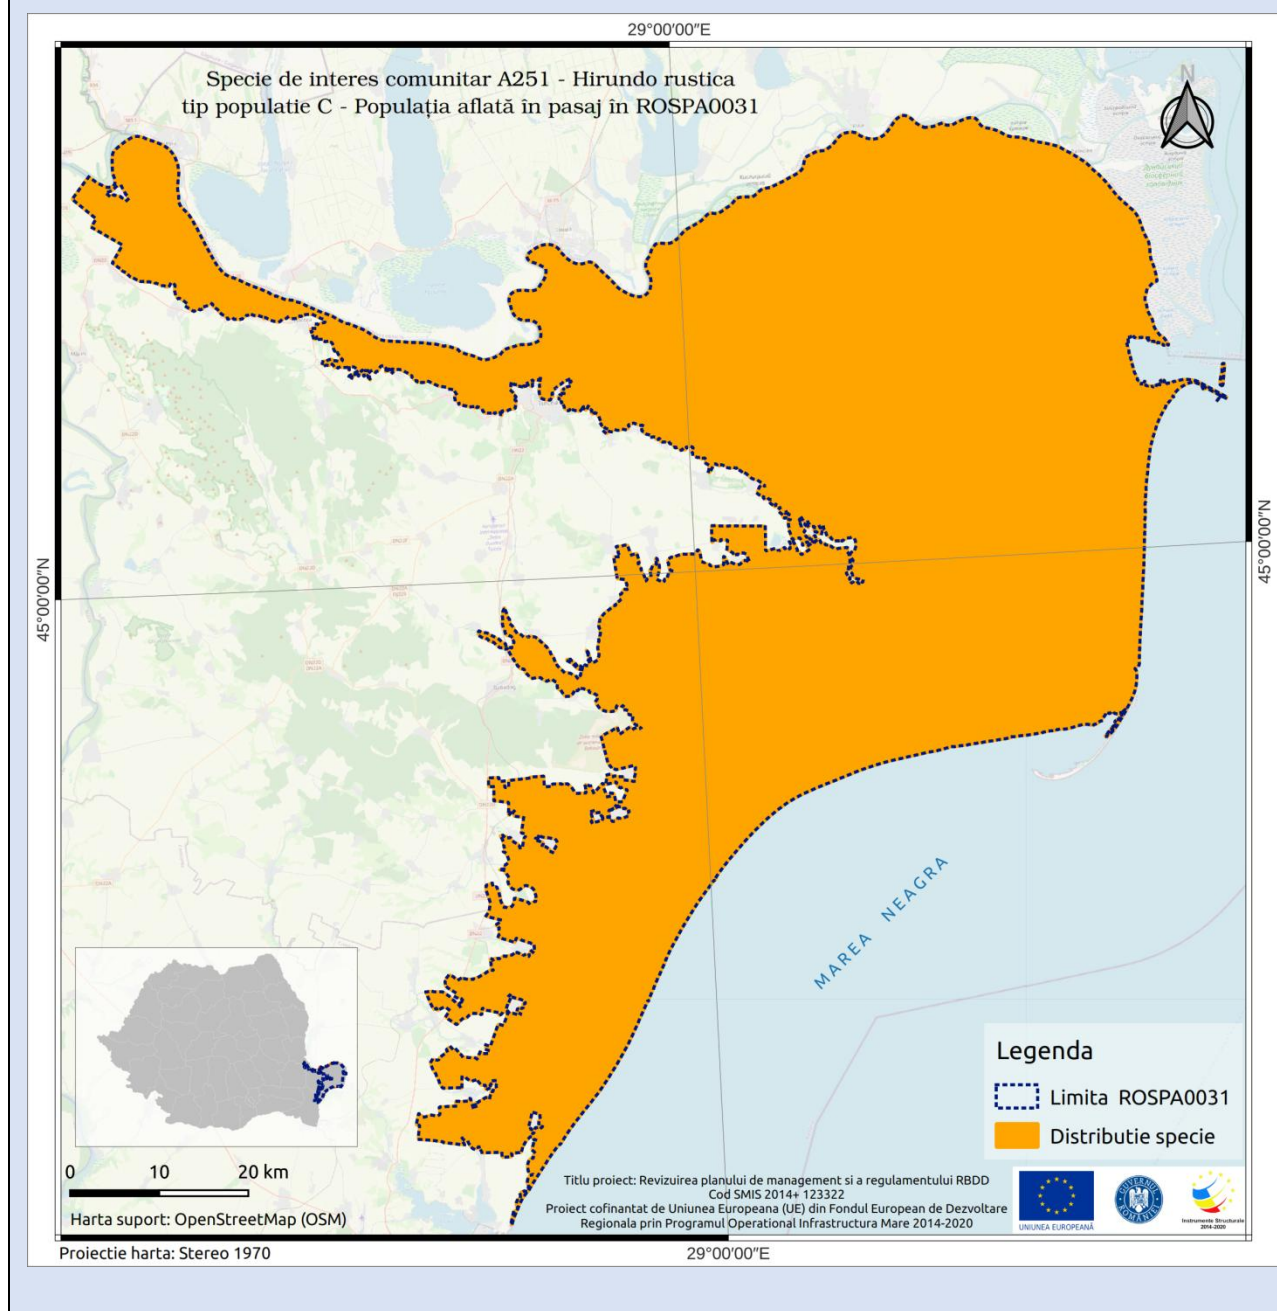 29°00′00″E
Specie de interes comunitar A251 - Hirundo rustica
tip populatie C - Populația aflată în pasaj în ROSPA0031
N
45°00′00″N
45°00′00″N
MAREA NEAGRA
Legenda
Limita ROSPA0031
Distributie specie
0 10 20 km
Harta suport: OpenStreetMap (OSM)
Titlu proiect: Revizuirea planului de management si a regulamentului RBDD
Cod SMIS 2014+ 123322
Proiect cofinantat de Uniunea Europeana (UE) din Fondul European de Dezvoltare
Regionala prin Programul Operational Infrastructura Mare 2014-2020
UNIUNEA EUROPEANĂ
GUVERNUL ROMÂNIEI
Instrumente Structurale
2014-2020
Proiectie harta: Stereo 1970
29°00′00″E